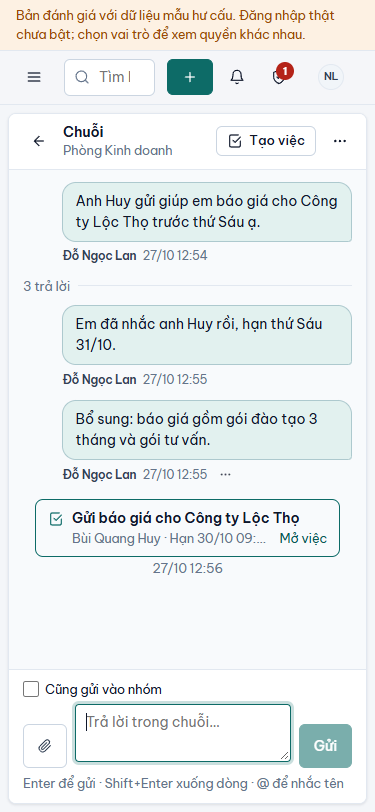 Bản đánh giá với dữ liệu mẫu hư cấu. Đăng nhập thật
chưa bật; chọn vai trò để xem quyền khác nhau.
Tìm
1
NL
Chuỗi
Phòng Kinh doanh
Tạo việc
Anh Huy gửi giúp em báo giá cho Công
ty Lộc Thọ trước thứ Sáu ạ.
Đỗ Ngọc Lan 27/10 12:54
3 trả lời
Em đã nhắc anh Huy rồi, hạn thứ Sáu
31/10.
Đỗ Ngọc Lan 27/10 12:55
Bổ sung: báo giá gồm gói đào tạo 3
tháng và gói tư vấn.
Đỗ Ngọc Lan 27/10 12:55 ...
Gửi báo giá cho Công ty Lộc Thọ
Bùi Quang Huy · Hạn 30/10 09:... Mở việc
27/10 12:56
Cũng gửi vào nhóm
Trả lời trong chuỗi...
Gửi
Enter để gửi · Shift+Enter xuống dòng · @ để nhắc tên